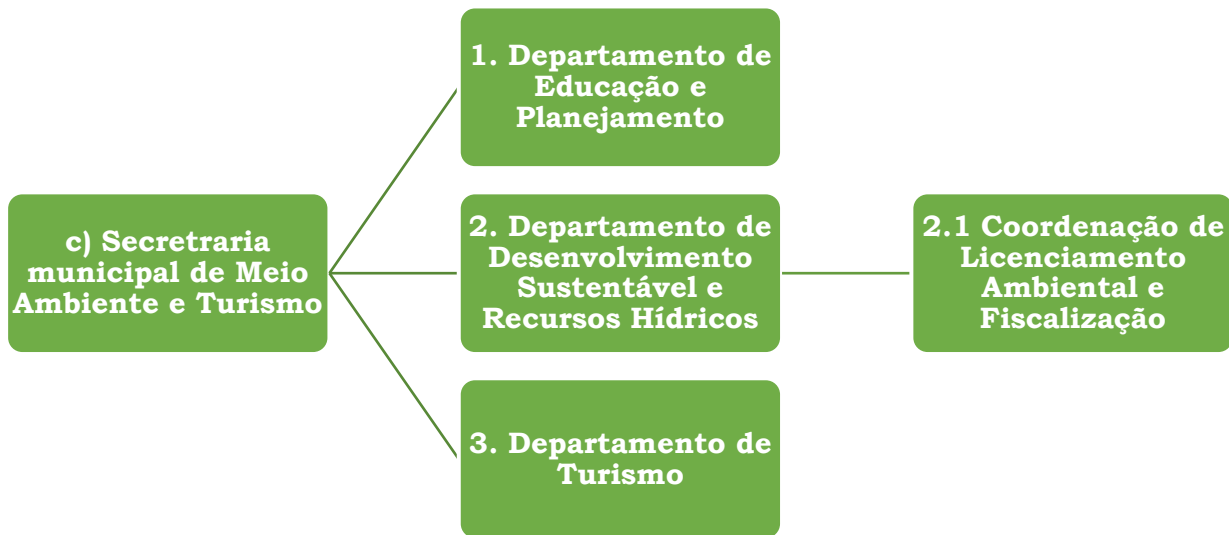 1. Departamento de
Educação e
Planejamento
c) Secretraria
municipal de Meio
Ambiente e Turismo
2. Departamento de
Desenvolvimento
Sustentável e
Recursos Hídricos
2.1 Coordenação de
Licenciamento
Ambiental e
Fiscalização
3. Departamento de
Turismo